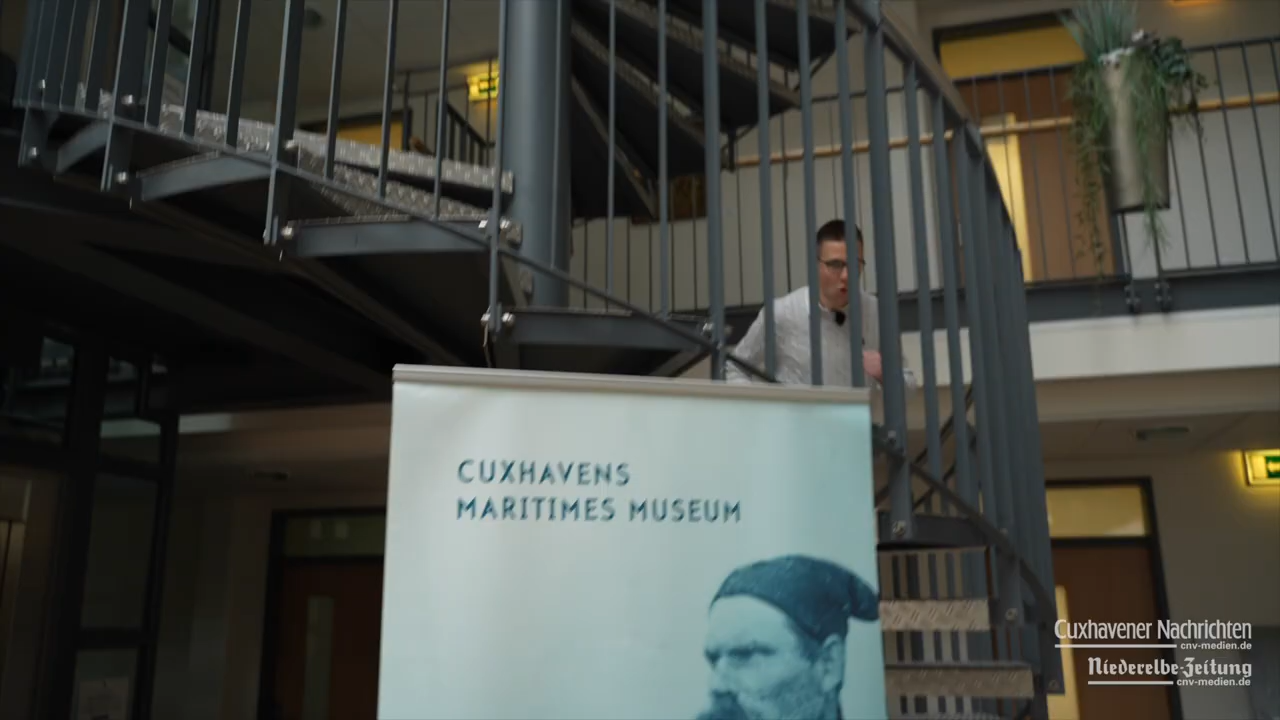 CUXHAVENS
MARITIMES MUSEUM
Cuxhavener Nachrichten
cnv-medien.de
Niederelbe-Zeitung
cnv-medien.de